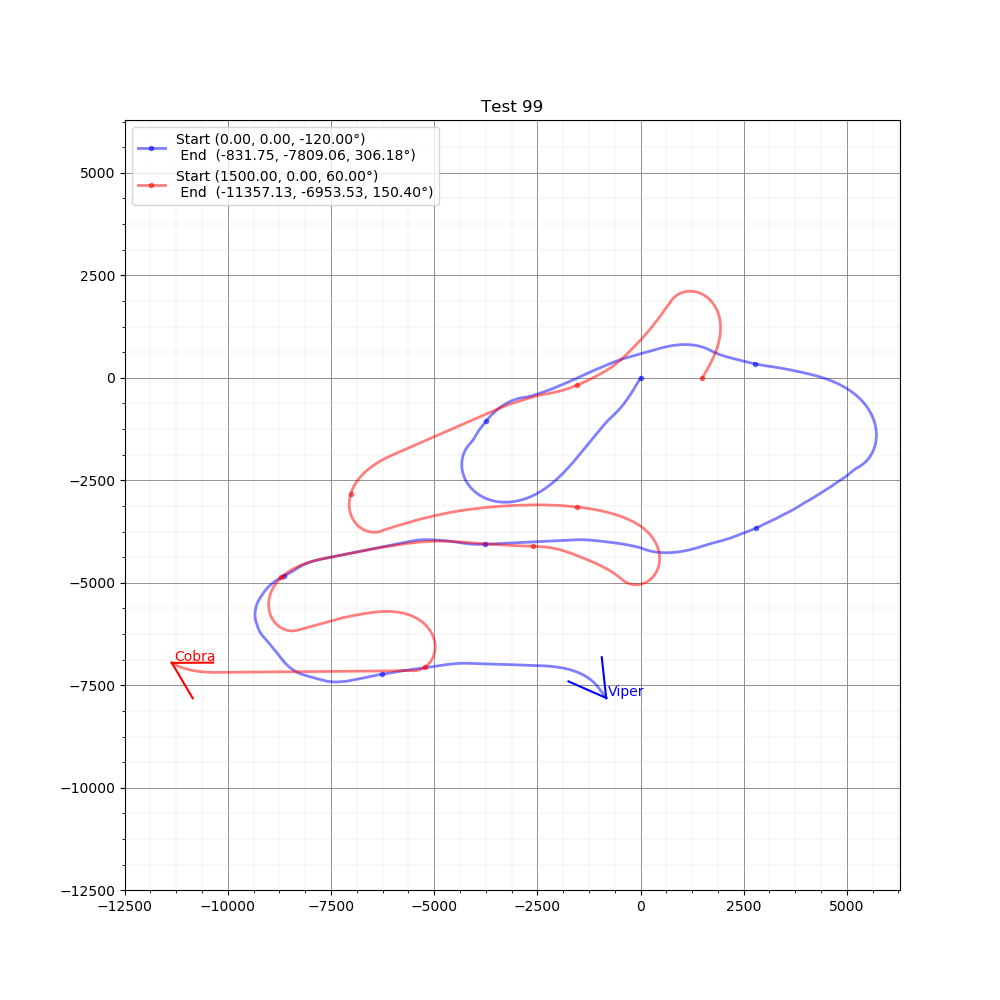 Test 99
Start (0.00, 0.00, -120.00°)
End  (-831.75, -7809.06, 306.18°)
Start (1500.00, 0.00, 60.00°)
End  (-11357.13, -6953.53, 150.40°)
5000
2500
0
−2500
−5000
Cobra
−7500
Viper
−10000
−12500
−12500 −10000 −7500 −5000 −2500 0 2500 5000